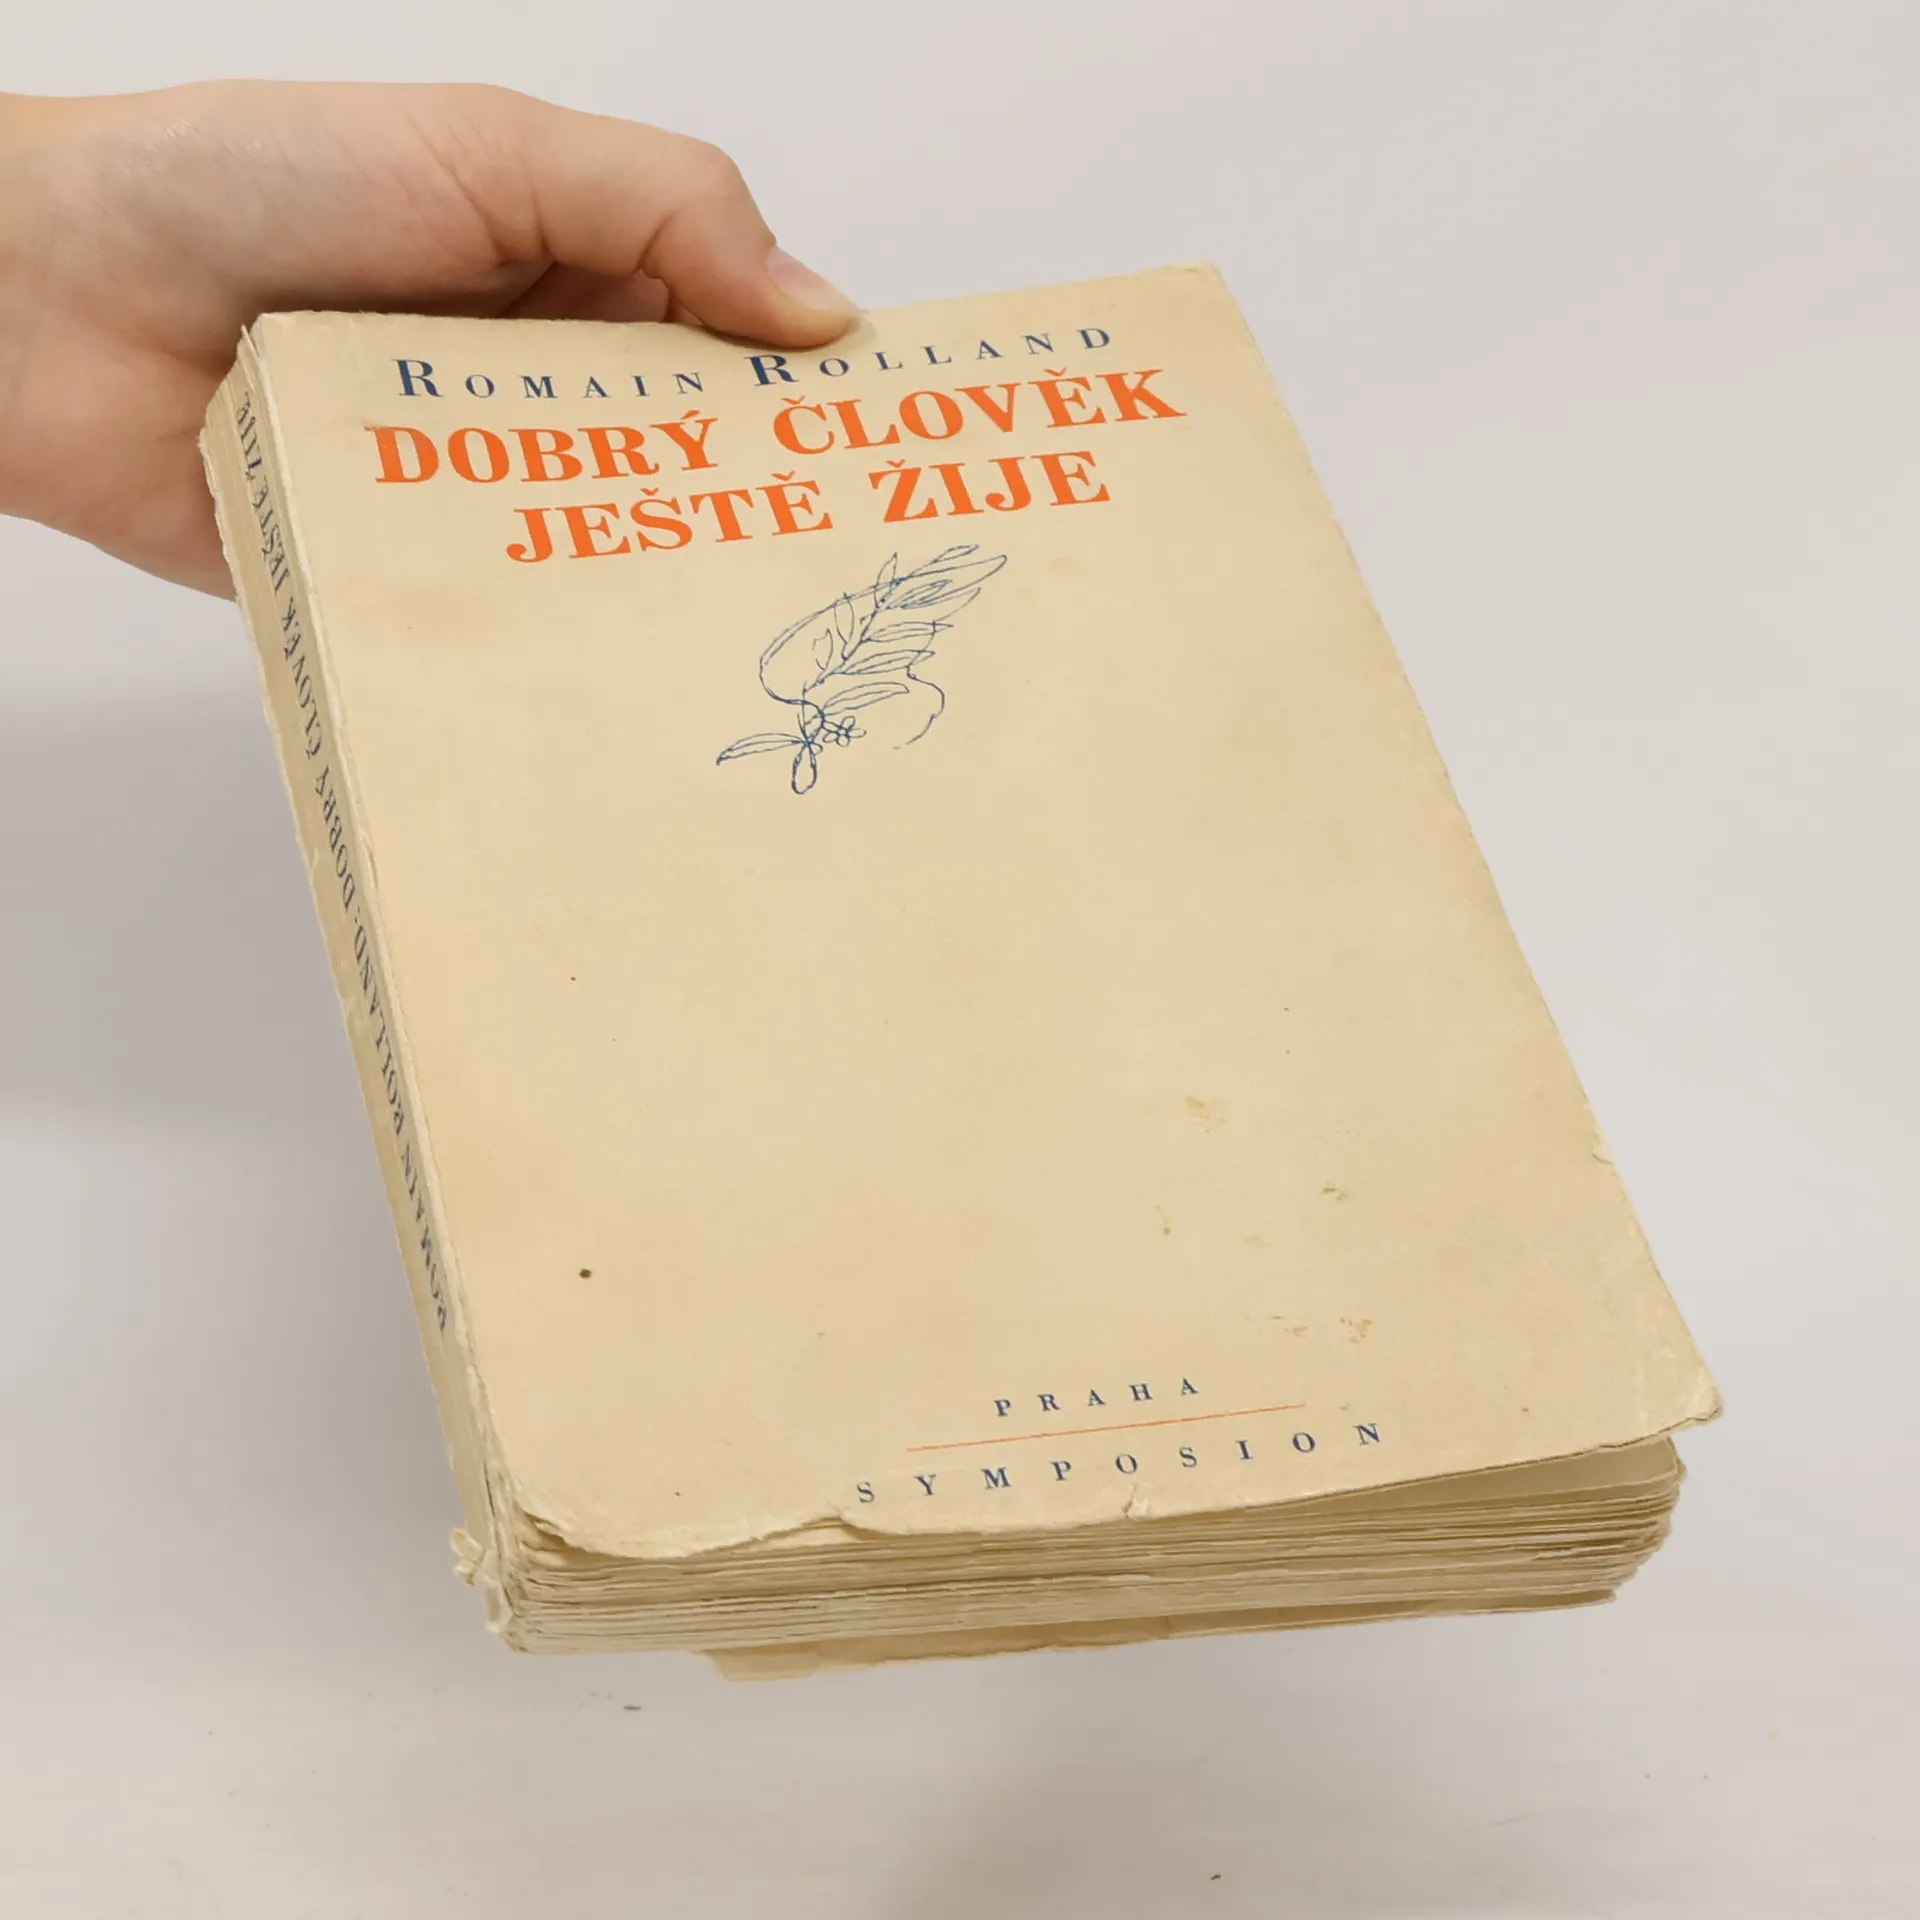 ROMAIN ROLLAND
DOBRÝ ČLOVĚK
JEŠTĚ ŽIJE
PRAHA
SYMPOSION
ROMAIN ROLLAND: DOBRÝ ČLOVĚK JEŠTĚ ŽIJE